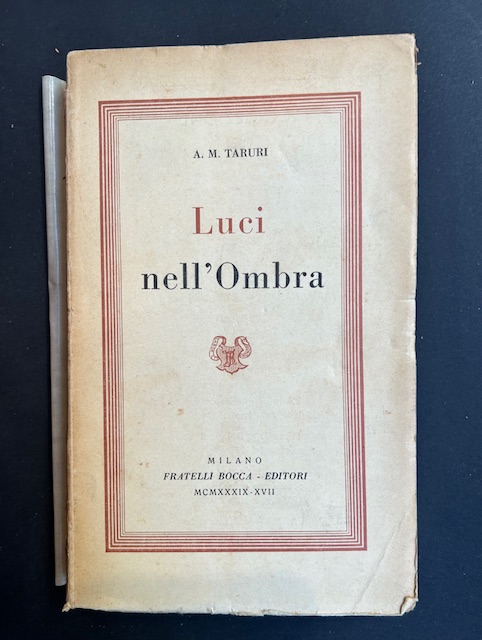 A. M. TARURI
Luci
nell'Ombra
MILANO
FRATELLI BOCCA - EDITORI
MCMXXXIX-XVII